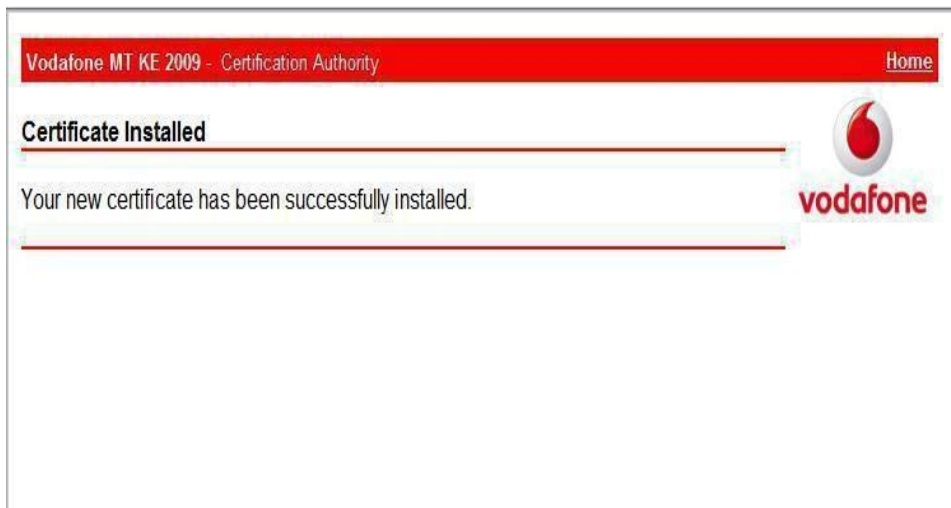 Vodafone MT KE 2009 - Certification Authority
Home
Certificate Installed
Your new certificate has been successfully installed.
vodafone